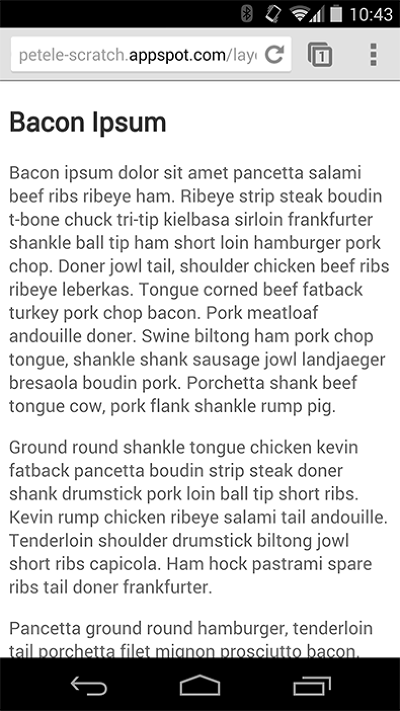 10:43
petele-scratch.appspot.com/laye
1
Bacon Ipsum
Bacon ipsum dolor sit amet pancetta salami
beef ribs ribeye ham. Ribeye strip steak boudin
t-bone chuck tri-tip kielbasa sirloin frankfurter
shankle ball tip ham short loin hamburger pork
chop. Doner jowl tail, shoulder chicken beef ribs
ribeye leberkas. Tongue corned beef fatback
turkey pork chop bacon. Pork meatloaf
andouille doner. Swine biltong ham pork chop
tongue, shankle shank sausage jowl landjaeger
bresaola boudin pork. Porchetta shank beef
tongue cow, pork flank shankle rump pig.
Ground round shankle tongue chicken kevin
fatback pancetta boudin strip steak doner
shank drumstick pork loin ball tip short ribs.
Kevin rump chicken ribeye salami tail andouille.
Tenderloin shoulder drumstick biltong jowl
short ribs capicola. Ham hock pastrami spare
ribs tail doner frankfurter.
Pancetta ground round hamburger, tenderloin
tail porchetta filet mignon prosciutto bacon,